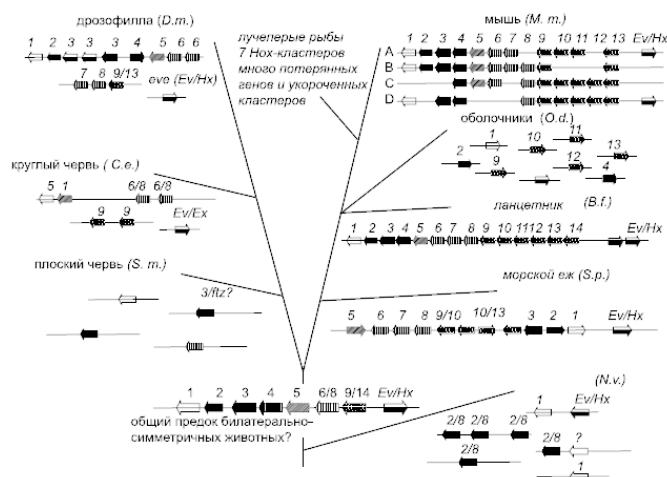 дрозофилла (D.m.)
1 2 3 3 3 4 5 6 6
7 8 9/13
eve (Ev/Hx)
лучеперые рыбы
7 Hox-кластеров
много потерянных
генов и укороченных
кластеров
мышь (M. m.)
1 2 3 4 5 6 7 8 9 10 11 12 13 Ev/Hx
A
B
C
D
оболочники (O.d.)
1 10 11 13
2 9 12 4
ланцетник (B.f.)
1 2 3 4 5 6 7 8 9 10 11 12 13 14 Ev/Hx
круглый червь (C.e.)
5 1 6/8 6/8
9 9 Ev/Ex
плоский червь (S. m.)
3/ftz?
морской еж (S.p.)
5 6 7 8 9/10 10/13 3 2 1 Ev/Hx
1 2 3 4 5 6/8 9/14 Ev/Hx
общий предок билатерально-
симметричных животных?
(N.v.)
1 Ev/Hx
2/8 2/8 2/8
2/8 ?
2/8
1